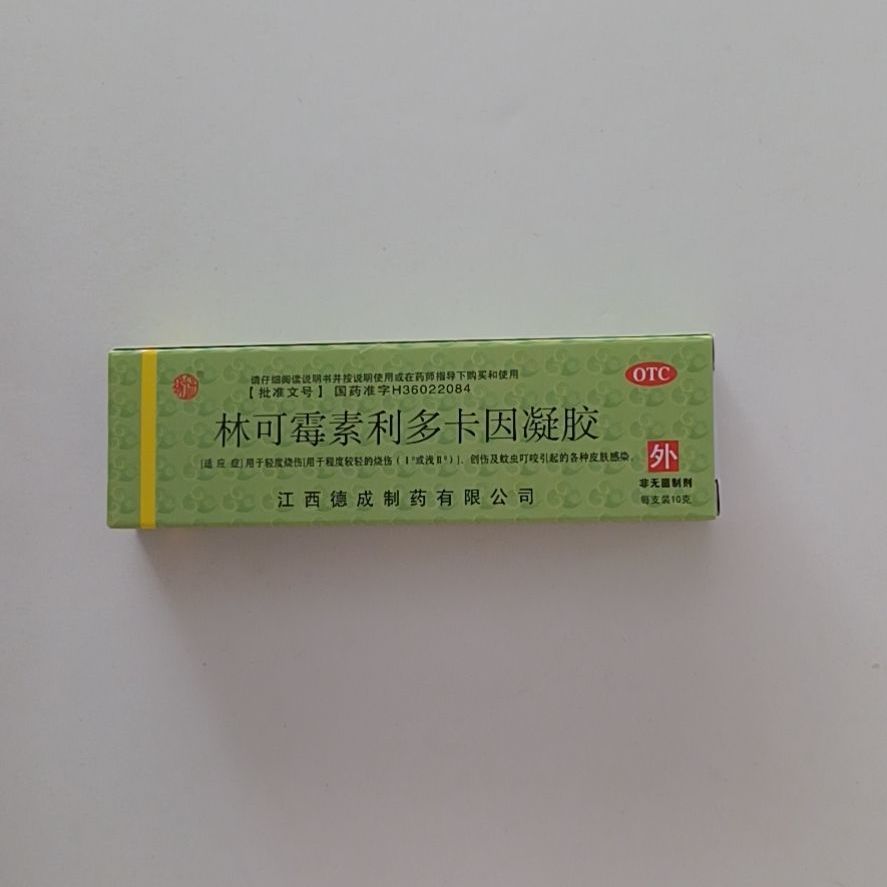 请仔细阅读说明书并按说明使用或在药师指导下购买和使用
【批准文号】国药准字H36022084
OTC
林可霉素利多卡因凝胶
[适应症]用于轻度烧伤[用于程度较轻的烧伤（Ⅰ°或浅Ⅱ°）]、创伤及蚊虫叮咬引起的各种皮肤感染。
外
非无菌制剂
江西德成制药有限公司
每支装10克